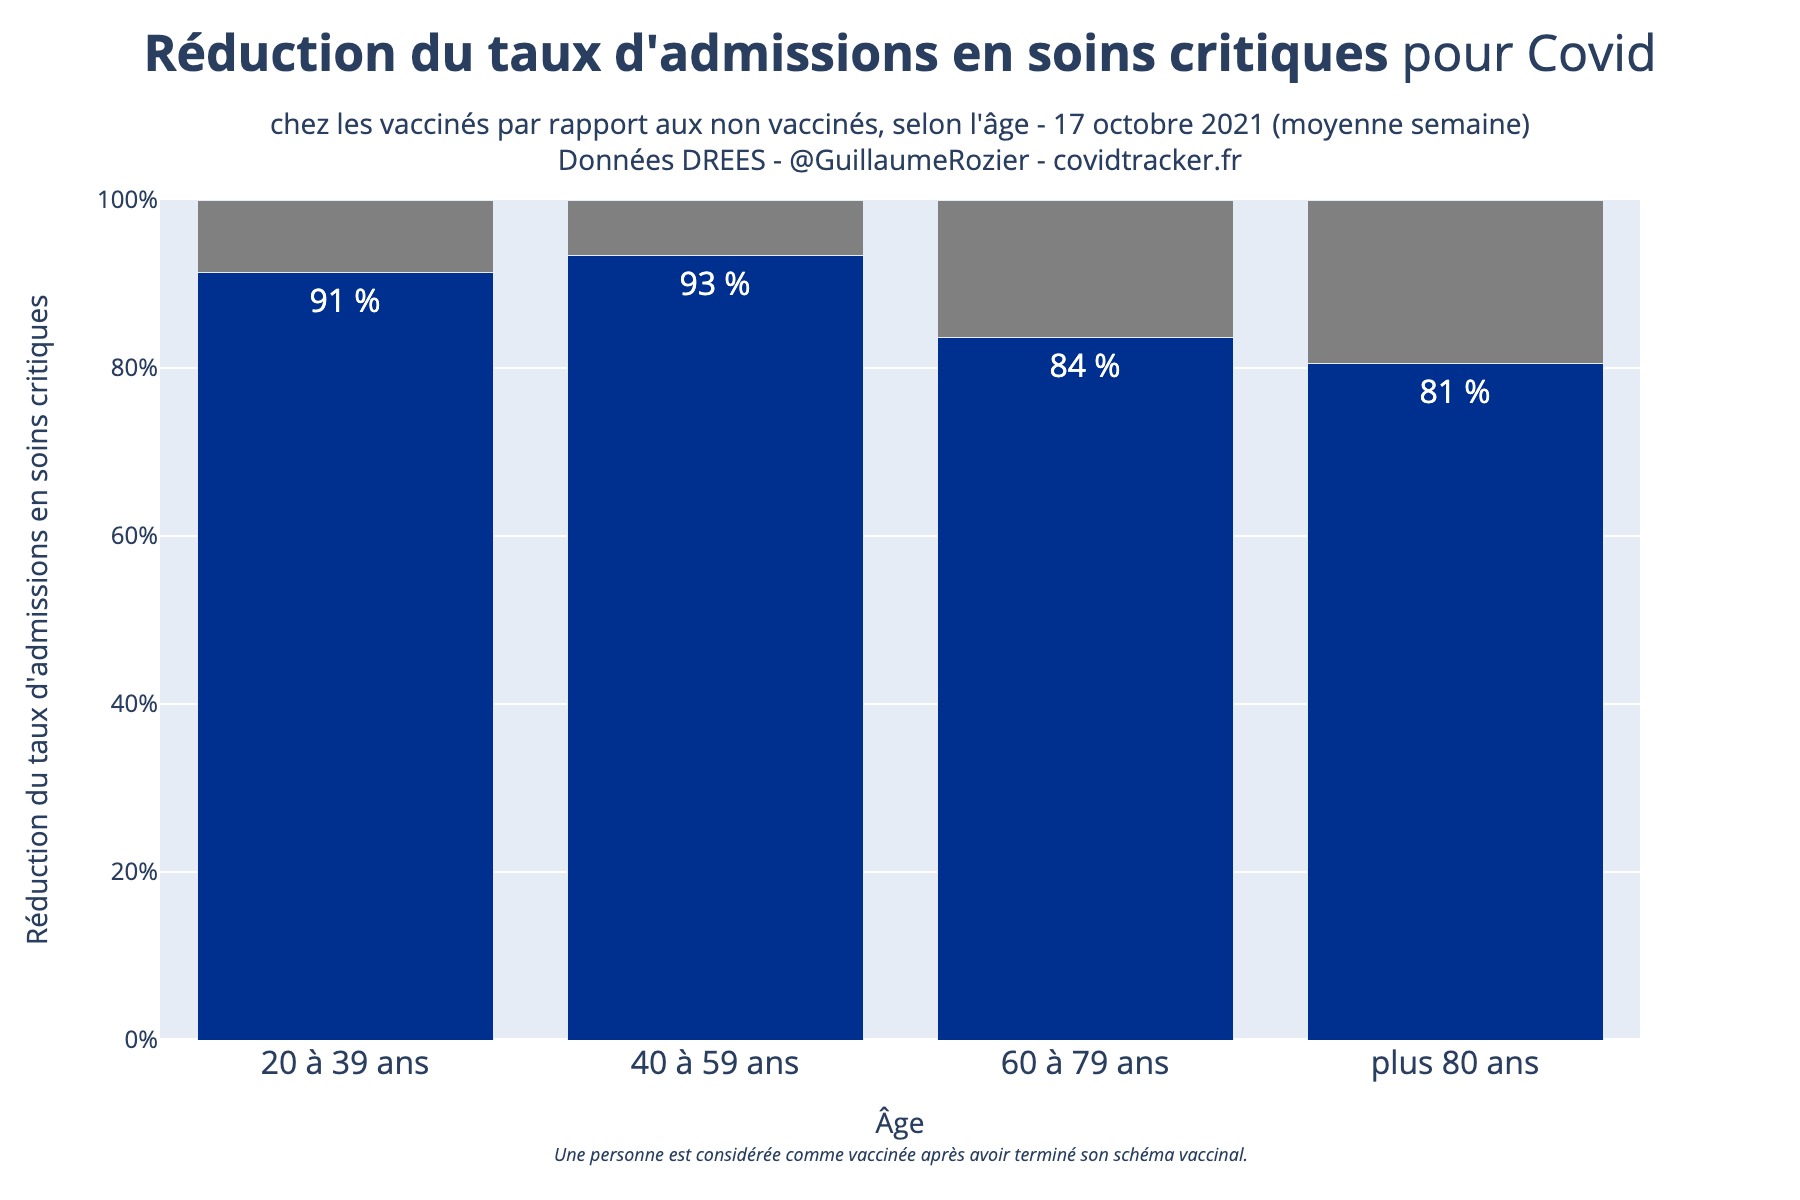 Réduction du taux d'admissions en soins critiques pour Covid
chez les vaccinés par rapport aux non vaccinés, selon l'âge - 17 octobre 2021 (moyenne semaine)
Données DREES - @GuillaumeRozier - covidtracker.fr
Réduction du taux d'admissions en soins critiques
100%
80%
60%
40%
20%
0%
91 %
93 %
84 %
81 %
20 à 39 ans
40 à 59 ans
60 à 79 ans
plus 80 ans
Âge
Une personne est considérée comme vaccinée après avoir terminé son schéma vaccinal.